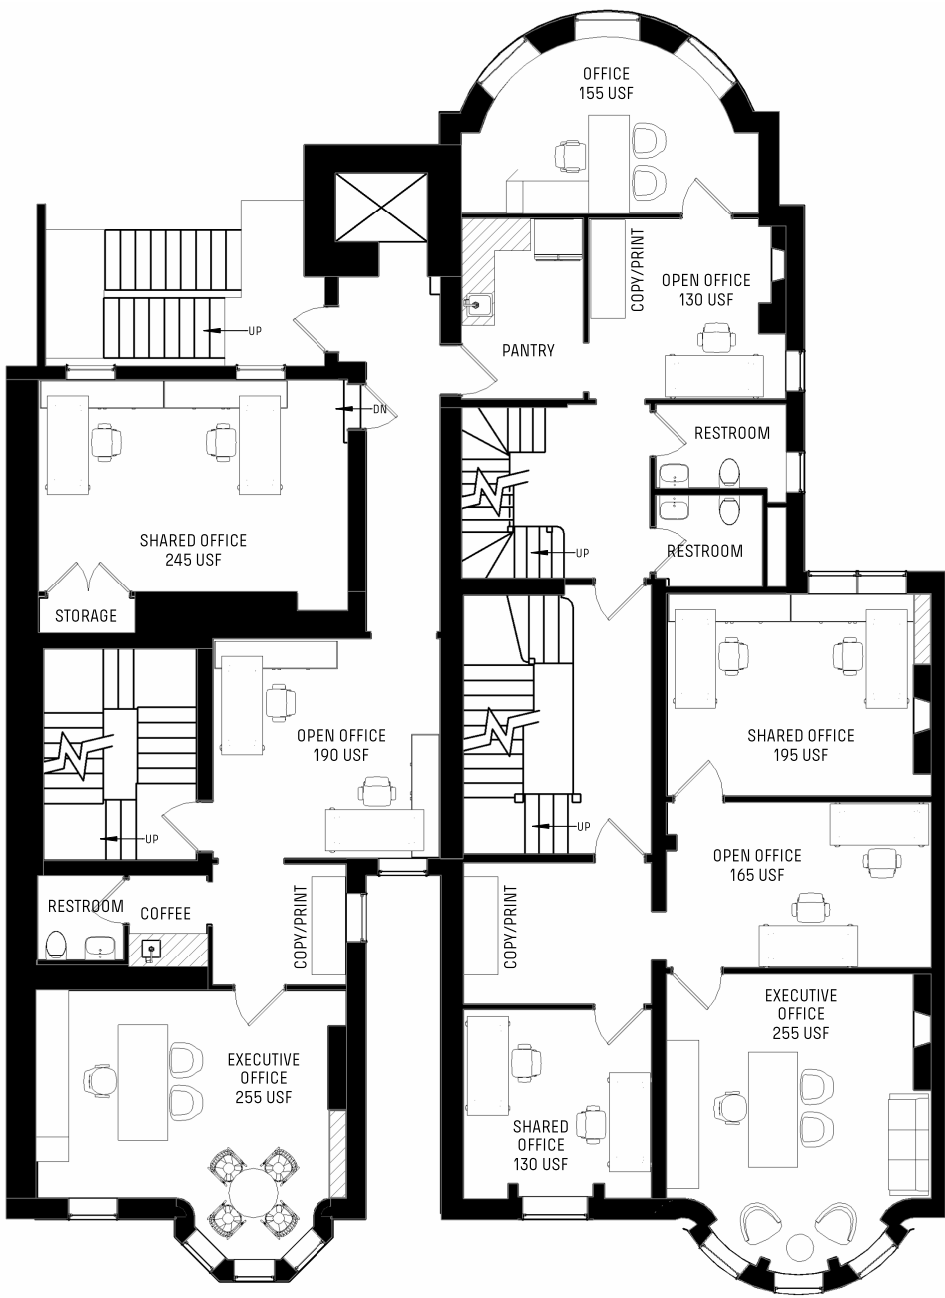 OFFICE
155 USF
COPY/PRINT
OPEN OFFICE
130 USF
UP
PANTRY
DN
RESTROOM
SHARED OFFICE
245 USF
UP
RESTROOM
STORAGE
OPEN OFFICE
190 USF
SHARED OFFICE
195 USF
UP
UP
OPEN OFFICE
165 USF
RESTROOM
COFFEE
COPY/PRINT
COPY/PRINT
EXECUTIVE
OFFICE
255 USF
EXECUTIVE
OFFICE
255 USF
SHARED
OFFICE
130 USF